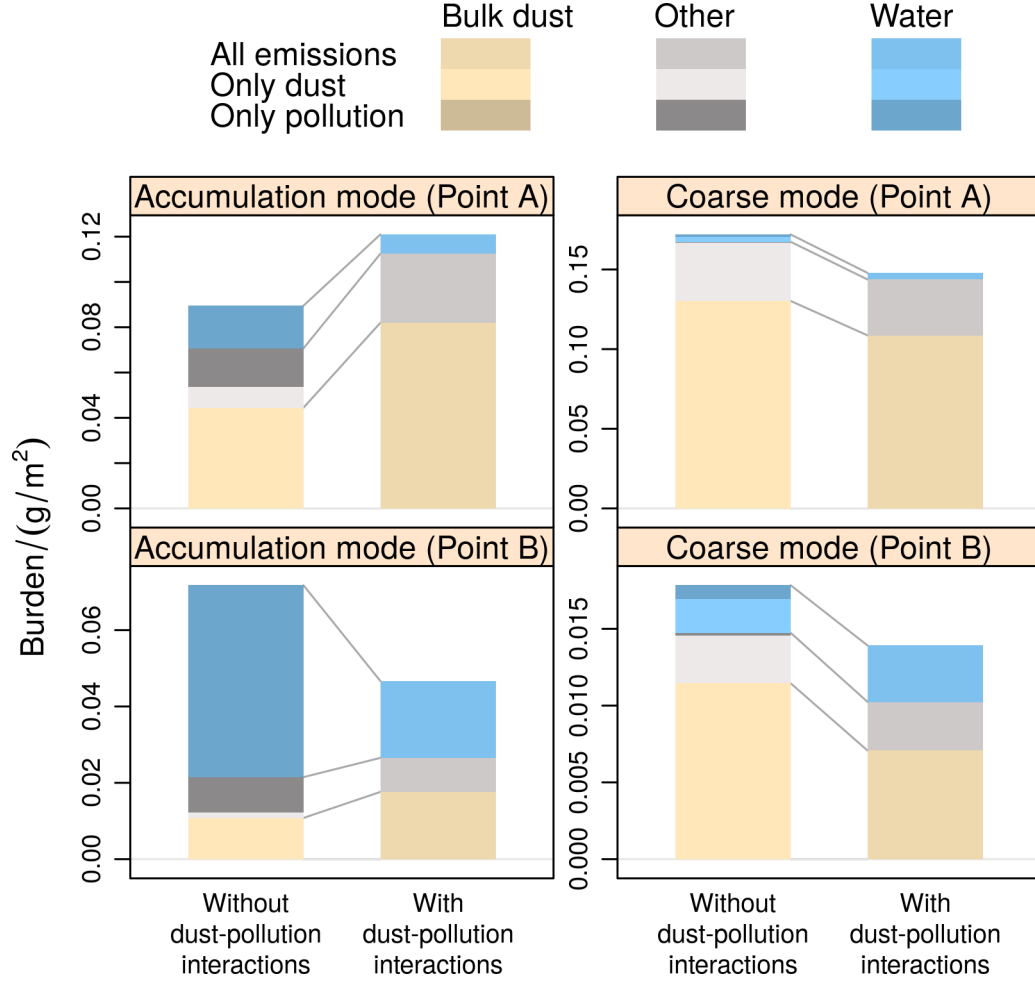 Bulk dust Other Water
All emissions
Only dust
Only pollution
Accumulation mode (Point A)
Coarse mode (Point A)
0.12
0.08
0.04
0.00
0.15
0.10
0.05
0.00
Burden/(g/m²)
Accumulation mode (Point B)
Coarse mode (Point B)
0.06
0.04
0.02
0.00
0.015
0.010
0.005
0.000
Without
dust-pollution
interactions
With
dust-pollution
interactions
Without
dust-pollution
interactions
With
dust-pollution
interactions